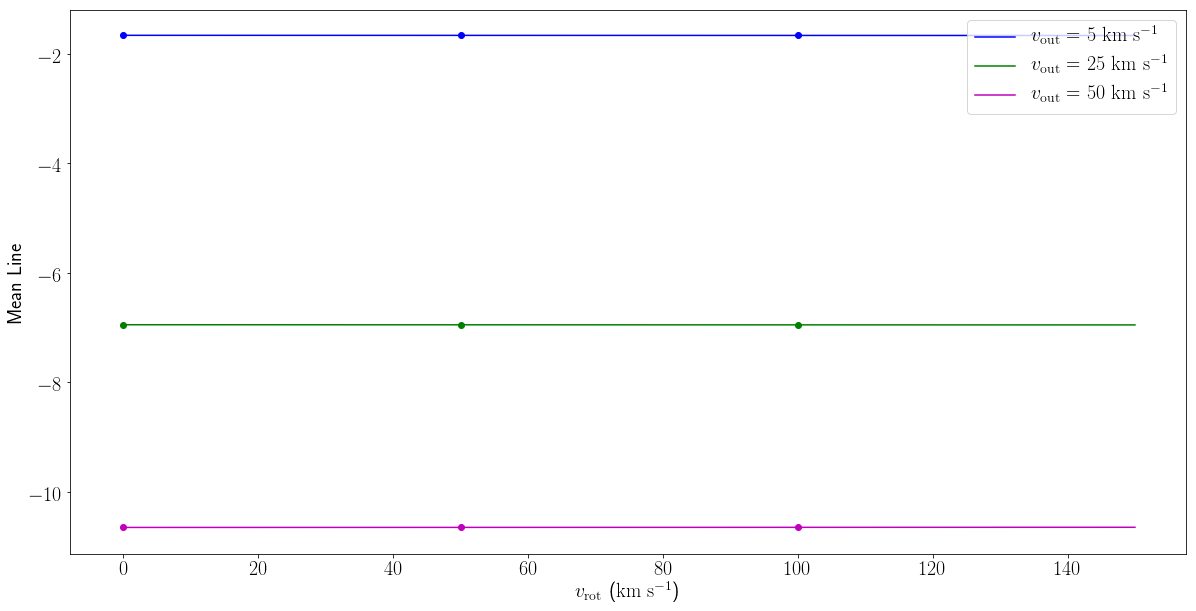 Mean Line
−2
−4
−6
−8
−10
v_out = 5 km s⁻¹
v_out = 25 km s⁻¹
v_out = 50 km s⁻¹
0 20 40 60 80 100 120 140
v_rot (km s⁻¹)